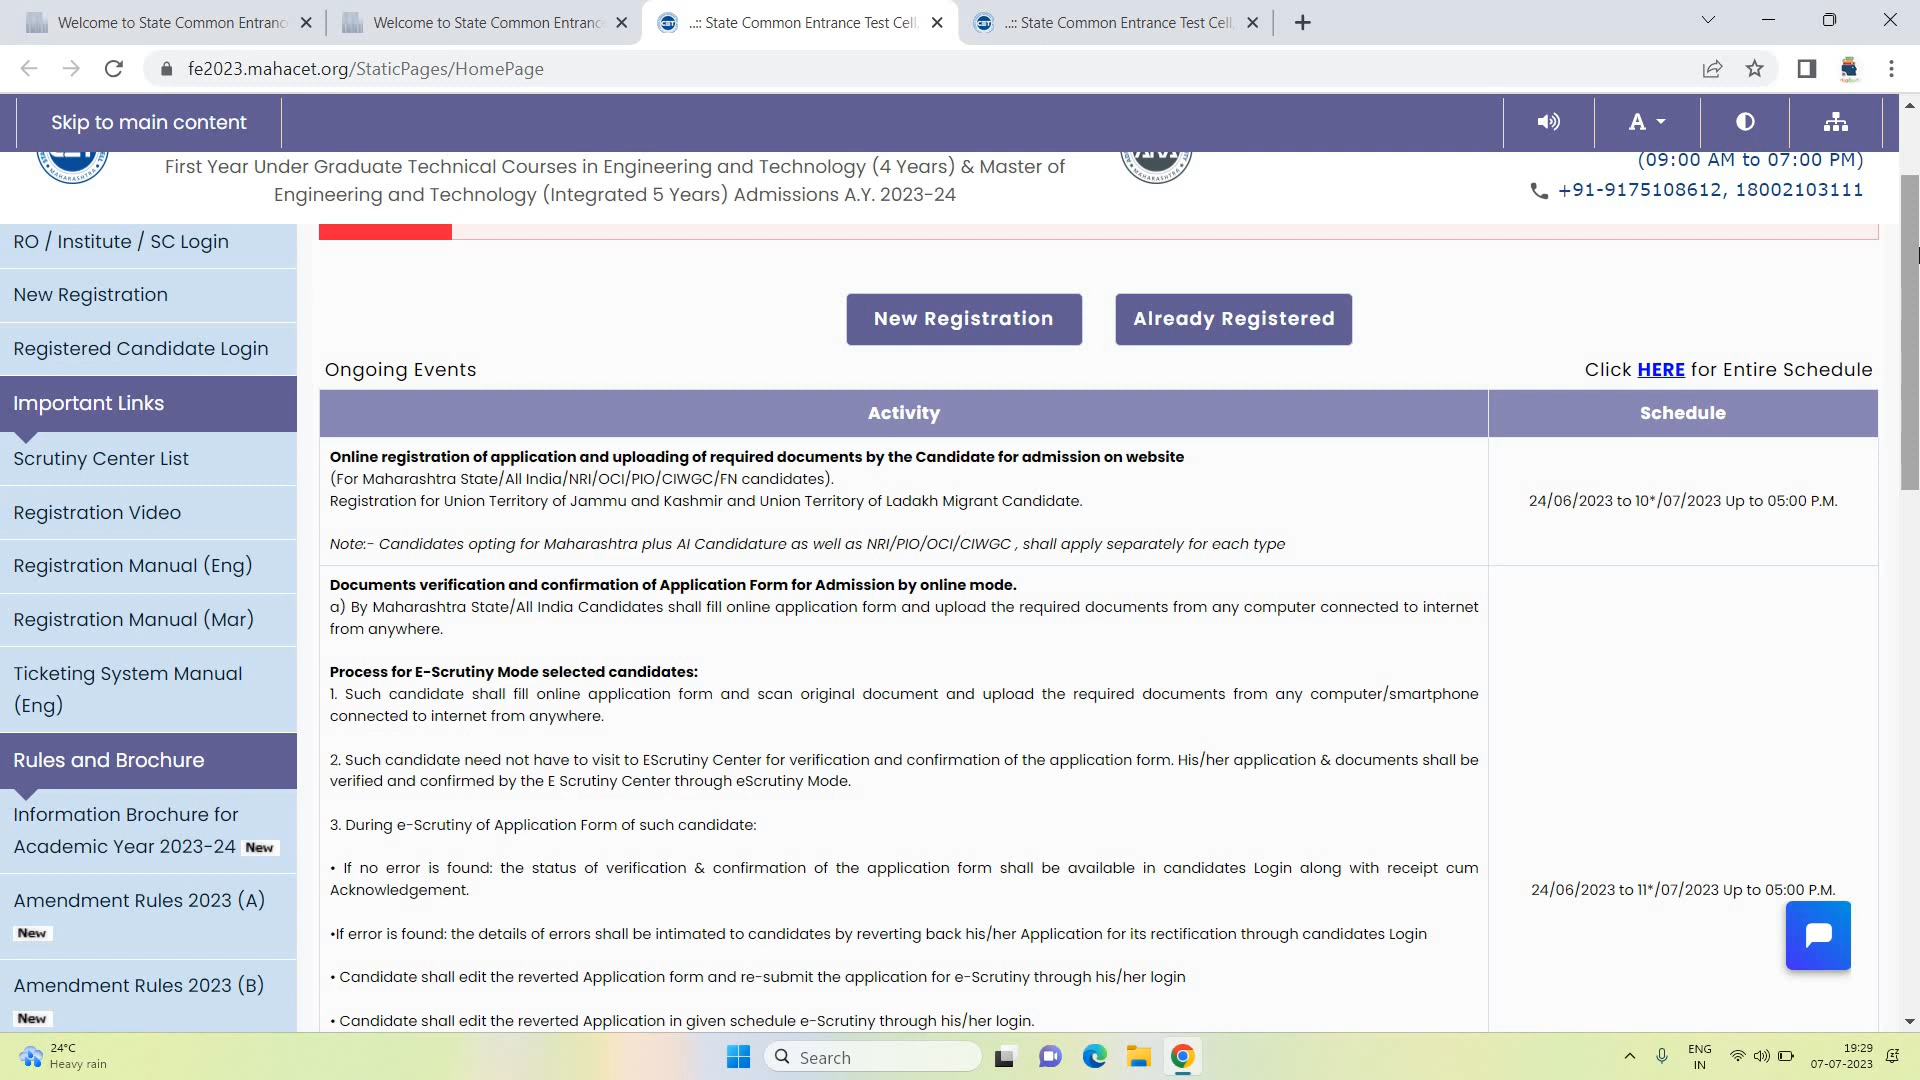 Welcome to State Common Entranc
Welcome to State Common Entranc
..:: State Common Entrance Test Cell,
..:: State Common Entrance Test Cell,
fe2023.mahacet.org/StaticPages/HomePage
Skip to main content
A
First Year Under Graduate Technical Courses in Engineering and Technology (4 Years) & Master of
Engineering and Technology (Integrated 5 Years) Admissions A.Y. 2023-24
(09:00 AM to 07:00 PM)
+91-9175108612, 18002103111
RO / Institute / SC Login
New Registration
Registered Candidate Login
Important Links
Scrutiny Center List
Registration Video
Registration Manual (Eng)
Registration Manual (Mar)
Ticketing System Manual
(Eng)
Rules and Brochure
Information Brochure for
Academic Year 2023-24 New
Amendment Rules 2023 (A)
New
Amendment Rules 2023 (B)
New
New Registration
Already Registered
Ongoing Events
Click HERE for Entire Schedule
Activity
Schedule
Online registration of application and uploading of required documents by the Candidate for admission on website
(For Maharashtra State/All India/NRI/OCI/PIO/CIWGC/FN candidates).
Registration for Union Territory of Jammu and Kashmir and Union Territory of Ladakh Migrant Candidate.
Note:- Candidates opting for Maharashtra plus AI Candidature as well as NRI/PIO/OCI/CIWGC , shall apply separately for each type
24/06/2023 to 10*/07/2023 Up to 05:00 P.M.
Documents verification and confirmation of Application Form for Admission by online mode.
a) By Maharashtra State/All India Candidates shall fill online application form and upload the required documents from any computer connected to internet
from anywhere.
Process for E-Scrutiny Mode selected candidates:
1. Such candidate shall fill online application form and scan original document and upload the required documents from any computer/smartphone
connected to internet from anywhere.
2. Such candidate need not have to visit to EScrutiny Center for verification and confirmation of the application form. His/her application & documents shall be
verified and confirmed by the E Scrutiny Center through eScrutiny Mode.
3. During e-Scrutiny of Application Form of such candidate:
• If no error is found: the status of verification & confirmation of the application form shall be available in candidates Login along with receipt cum
Acknowledgement.
•If error is found: the details of errors shall be intimated to candidates by reverting back his/her Application for its rectification through candidates Login
• Candidate shall edit the reverted Application form and re-submit the application for e-Scrutiny through his/her login
• Candidate shall edit the reverted Application in given schedule e-Scrutiny through his/her login.
24/06/2023 to 11*/07/2023 Up to 05:00 P.M.
24°C
Heavy rain
Search
ENG
IN
19:29
07-07-2023